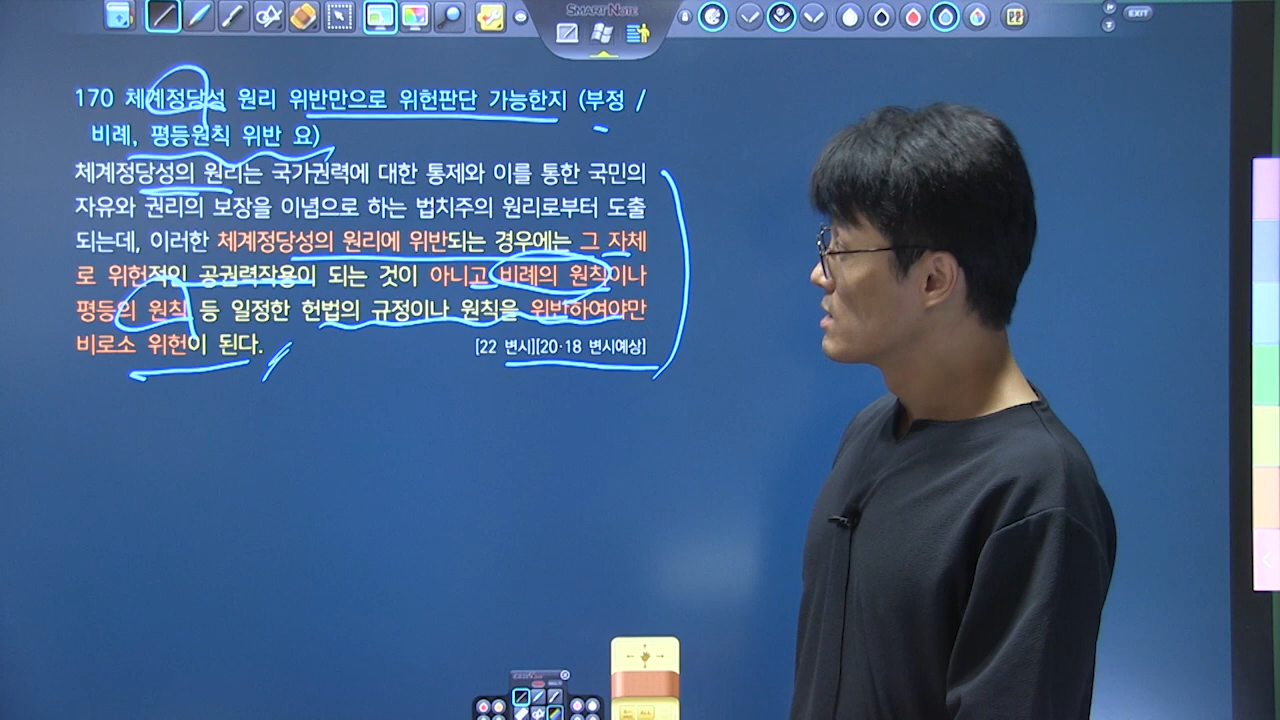 SMART NOTE
EXIT
170 체계정당성 원리 위반만으로 위헌판단 가능한지 (부정 /
비례, 평등원칙 위반 요)
체계정당성의 원리는 국가권력에 대한 통제와 이를 통한 국민의
자유와 권리의 보장을 이념으로 하는 법치주의 원리로부터 도출
되는데, 이러한 체계정당성의 원리에 위반되는 경우에는 그 자체
로 위헌적인 공권력작용이 되는 것이 아니고 비례의 원칙이나
평등의 원칙 등 일정한 헌법의 규정이나 원칙을 위반하여야만
비로소 위헌이 된다.
[22 변시][20·18 변시예상]
ALL